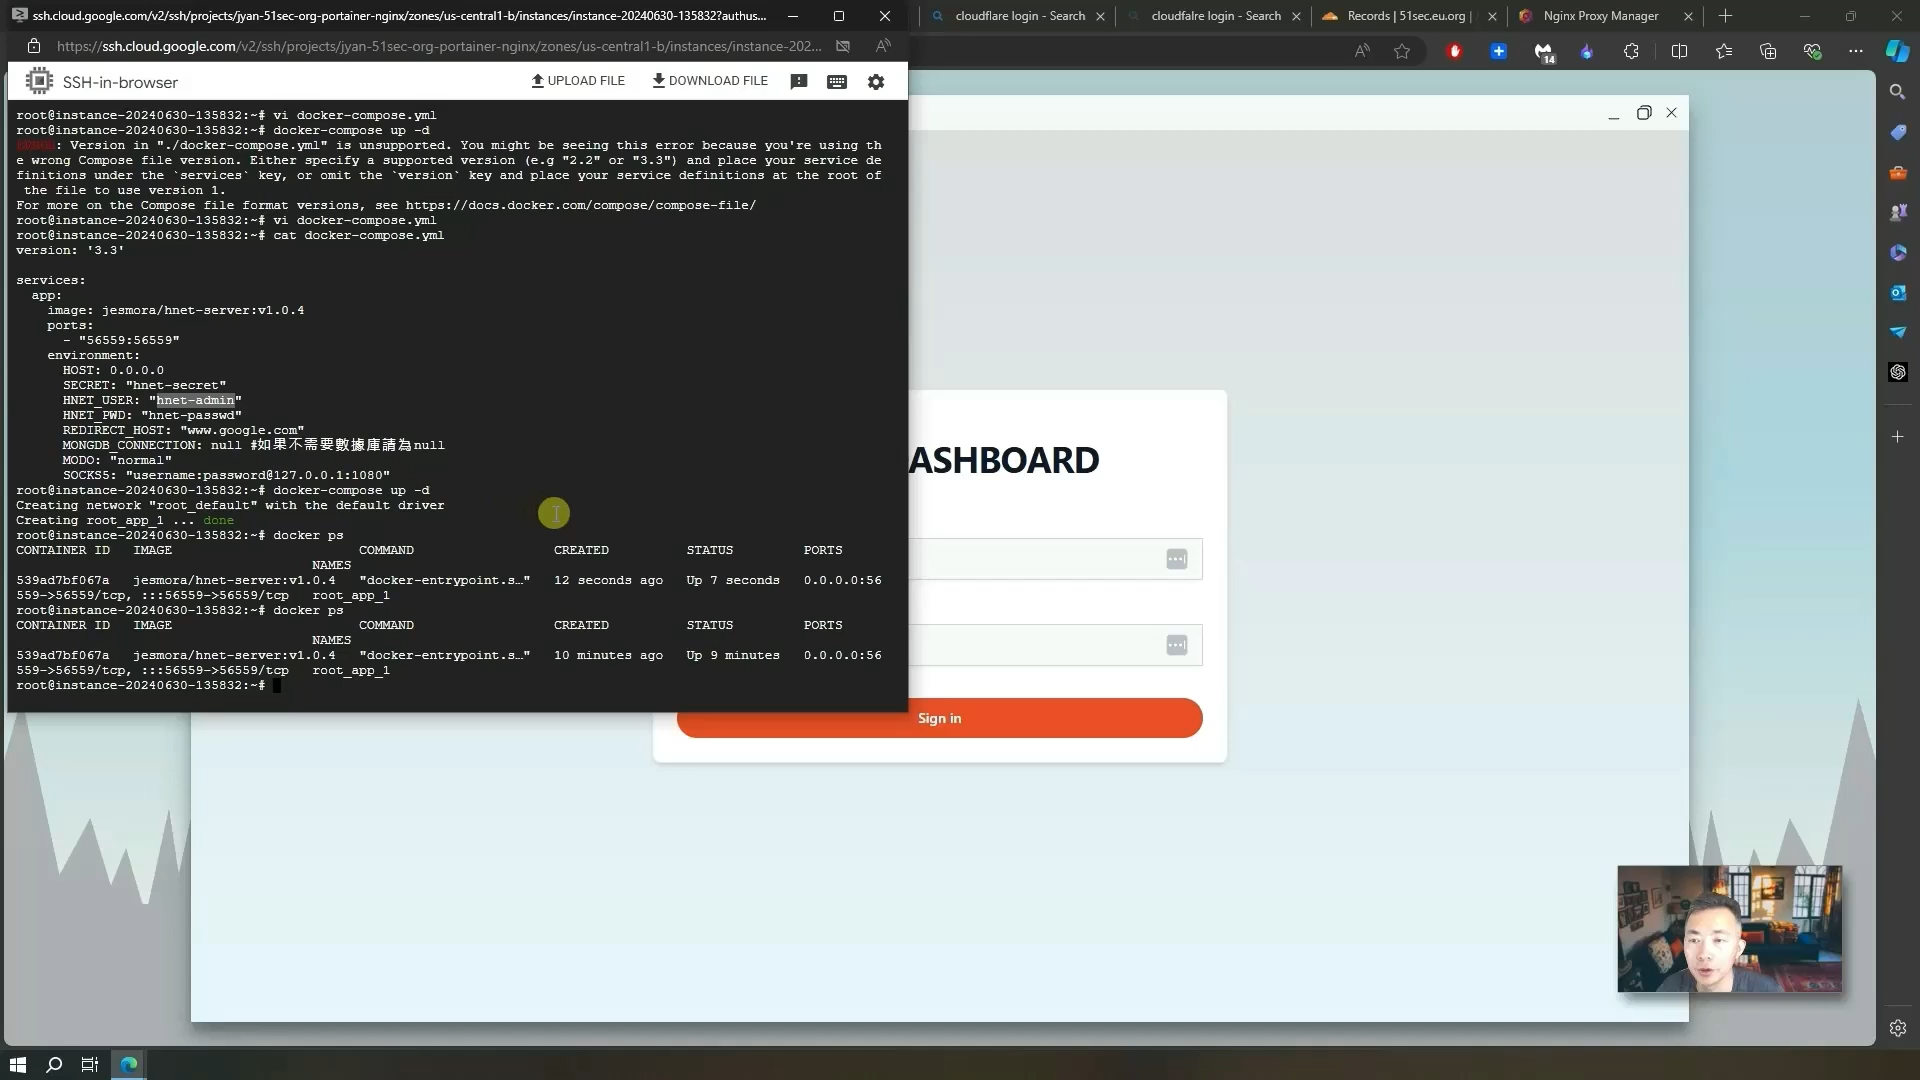 ssh.cloud.google.com/v2/ssh/projects/jyan-51sec-org-portainer-nginx/zones/us-central1-b/instances/instance-20240630-135832?authus...
cloudflare login - Search
cloudfalre login - Search
Records | 51sec.eu.org |
Nginx Proxy Manager
https://ssh.cloud.google.com/v2/ssh/projects/jyan-51sec-org-portainer-nginx/zones/us-central1-b/instances/instance-202...
14
SSH-in-browser
UPLOAD FILE
DOWNLOAD FILE
root@instance-20240630-135832:~# vi docker-compose.yml
root@instance-20240630-135832:~# docker-compose up -d
: Version in "./docker-compose.yml" is unsupported. You might be seeing this error because you're using th
e wrong Compose file version. Either specify a supported version (e.g "2.2" or "3.3") and place your service de
finitions under the `services` key, or omit the `version` key and place your service definitions at the root of
the file to use version 1.
For more on the Compose file format versions, see https://docs.docker.com/compose/compose-file/
root@instance-20240630-135832:~# vi docker-compose.yml
root@instance-20240630-135832:~# cat docker-compose.yml
version: '3.3'
services:
app:
image: jesmora/hnet-server:v1.0.4
ports:
- "56559:56559"
environment:
HOST: 0.0.0.0
SECRET: "hnet-secret"
HNET_USER: "hnet-admin"
HNET_PWD: "hnet-passwd"
REDIRECT_HOST: "www.google.com"
MONGDB_CONNECTION: null #如果不需要數據庫請為null
MODO: "normal"
SOCKS5: "username:password@127.0.0.1:1080"
root@instance-20240630-135832:~# docker-compose up -d
Creating network "root_default" with the default driver
Creating root_app_1 ... done
root@instance-20240630-135832:~# docker ps
CONTAINER ID IMAGE COMMAND CREATED STATUS PORTS
NAMES
539ad7bf067a jesmora/hnet-server:v1.0.4 "docker-entrypoint.s…" 12 seconds ago Up 7 seconds 0.0.0.0:56
559->56559/tcp, :::56559->56559/tcp root_app_1
root@instance-20240630-135832:~# docker ps
CONTAINER ID IMAGE COMMAND CREATED STATUS PORTS
NAMES
539ad7bf067a jesmora/hnet-server:v1.0.4 "docker-entrypoint.s…" 10 minutes ago Up 9 minutes 0.0.0.0:56
559->56559/tcp, :::56559->56559/tcp root_app_1
root@instance-20240630-135832:~#
ASHBOARD
Sign in